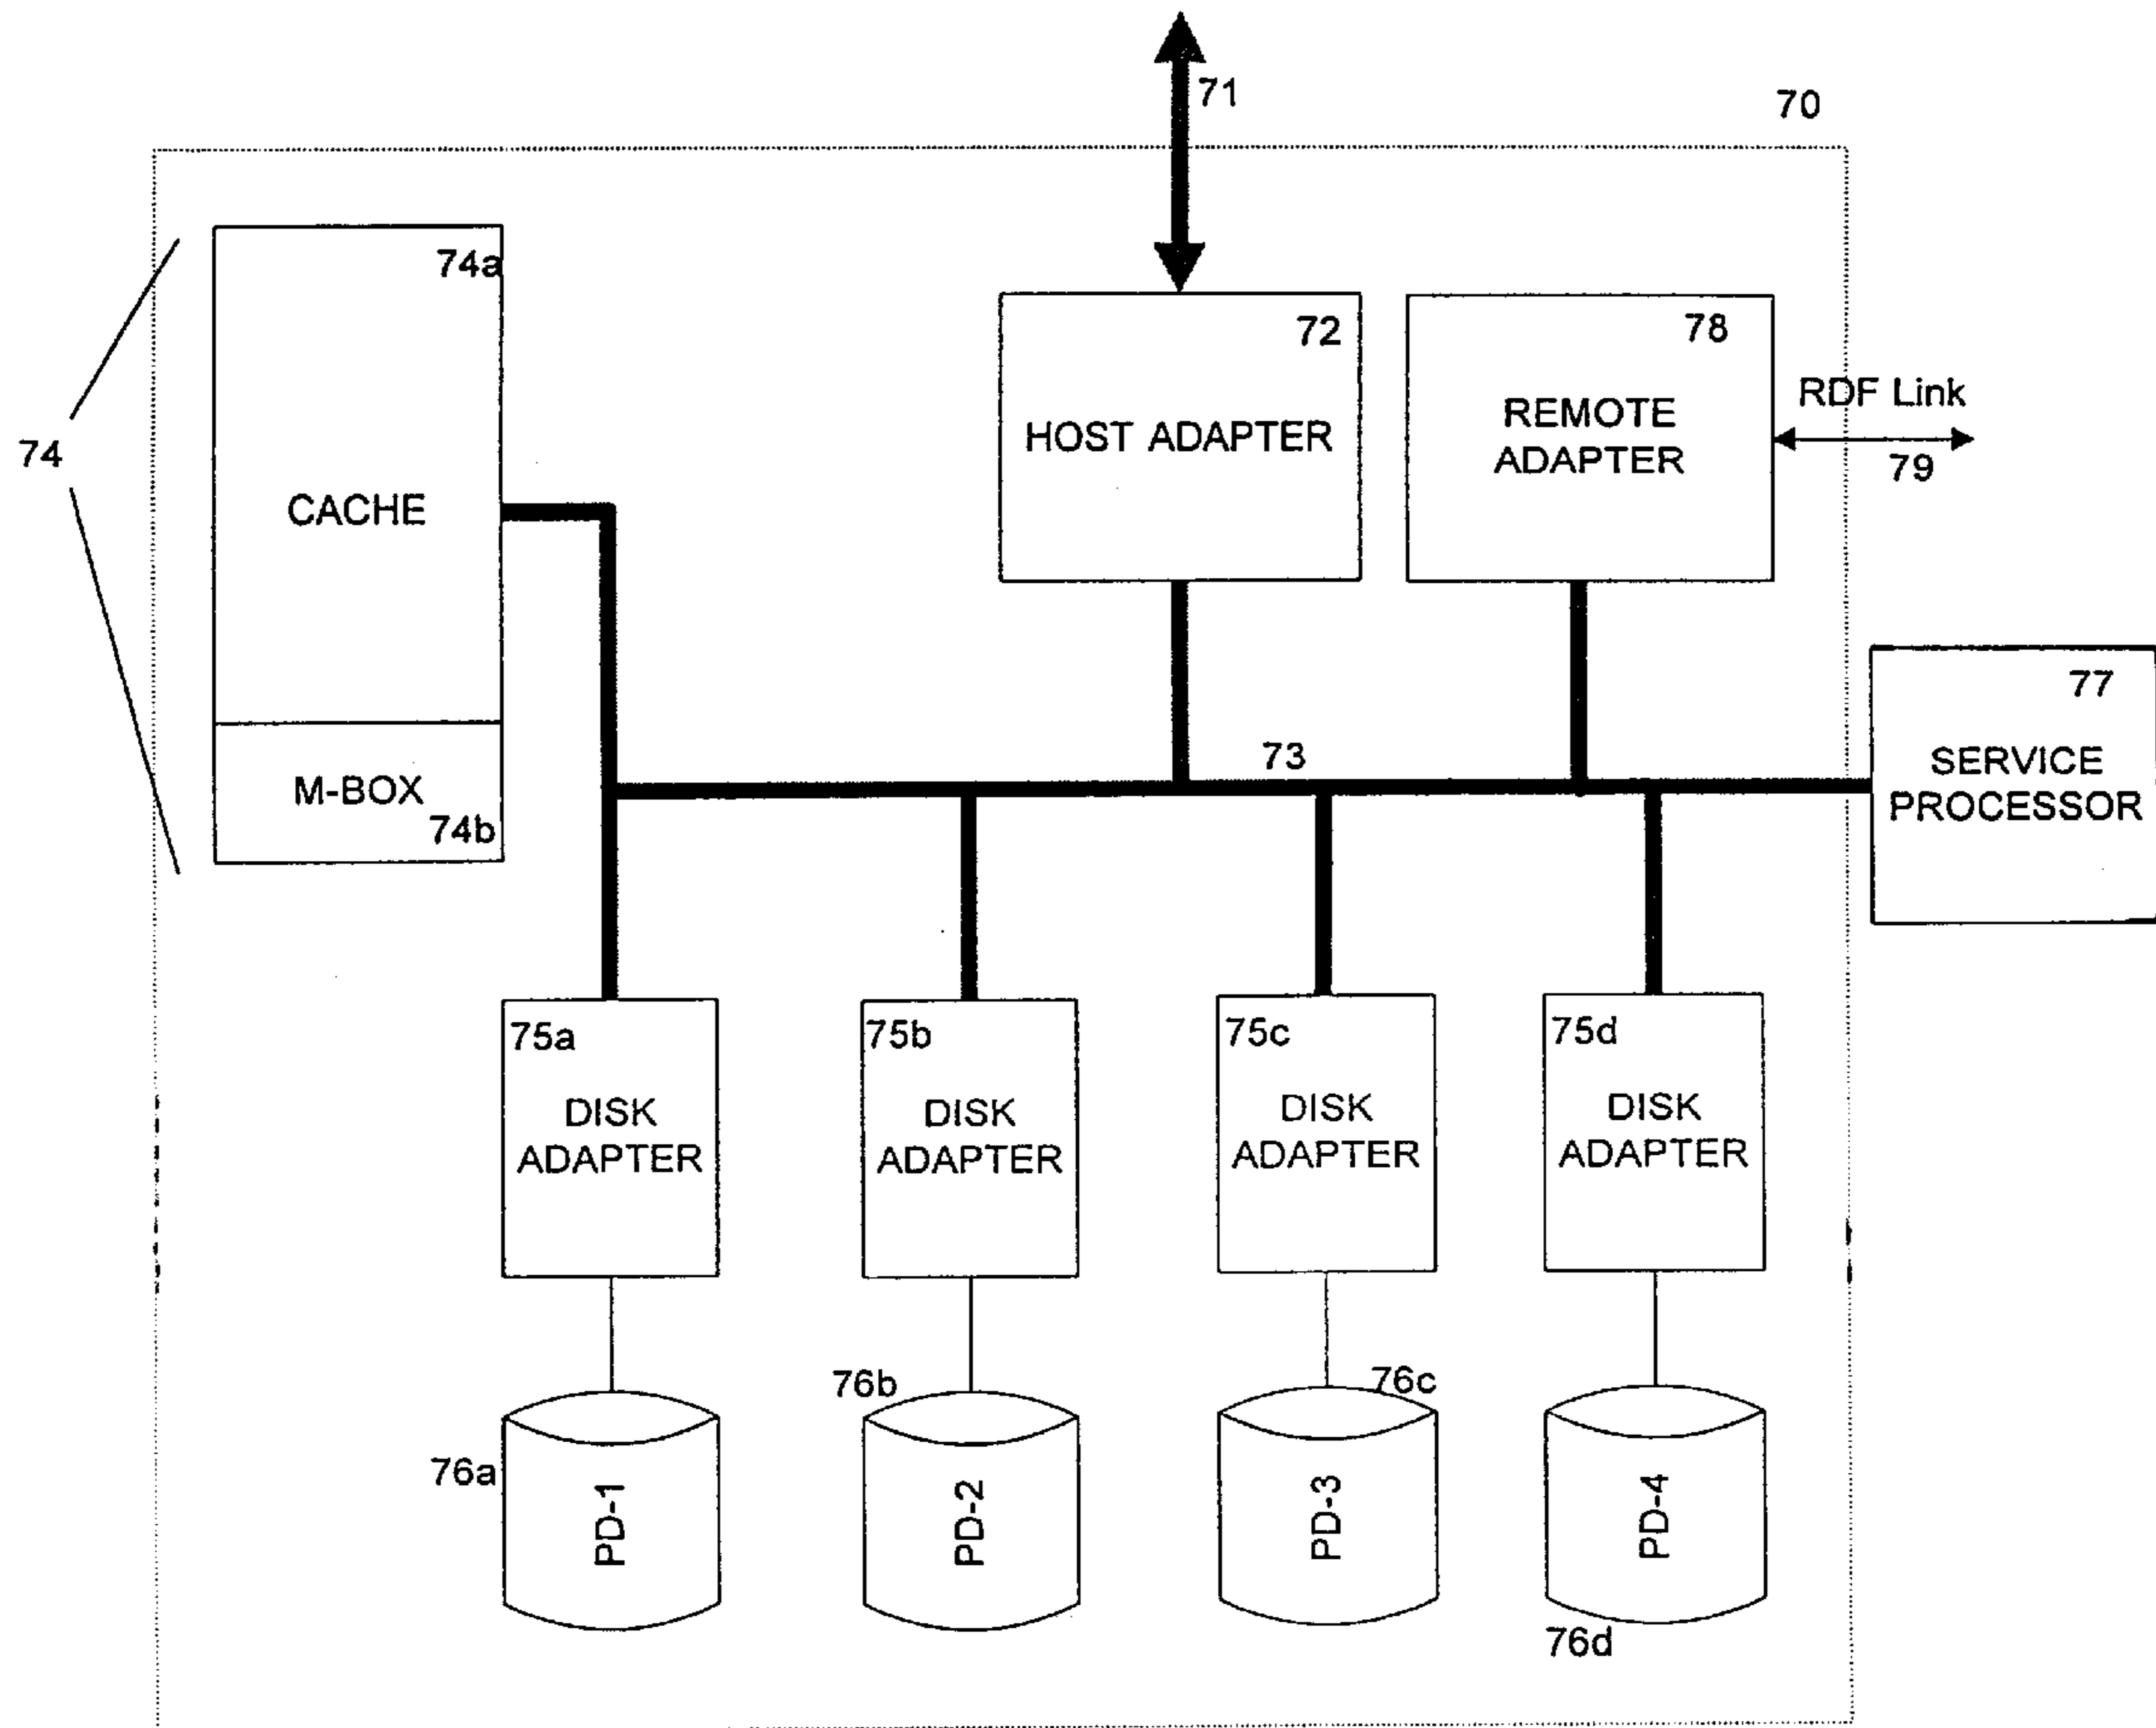 71
70
74a
72
78
RDF Link
HOST ADAPTER
REMOTE
ADAPTER
79
74
CACHE
77
73
SERVICE
PROCESSOR
M-BOX
74b
75a
75b
75c
75d
DISK
ADAPTER
DISK
ADAPTER
DISK
ADAPTER
DISK
ADAPTER
76b
76c
76a
PD-1
PD-2
PD-3
PD-4
76d